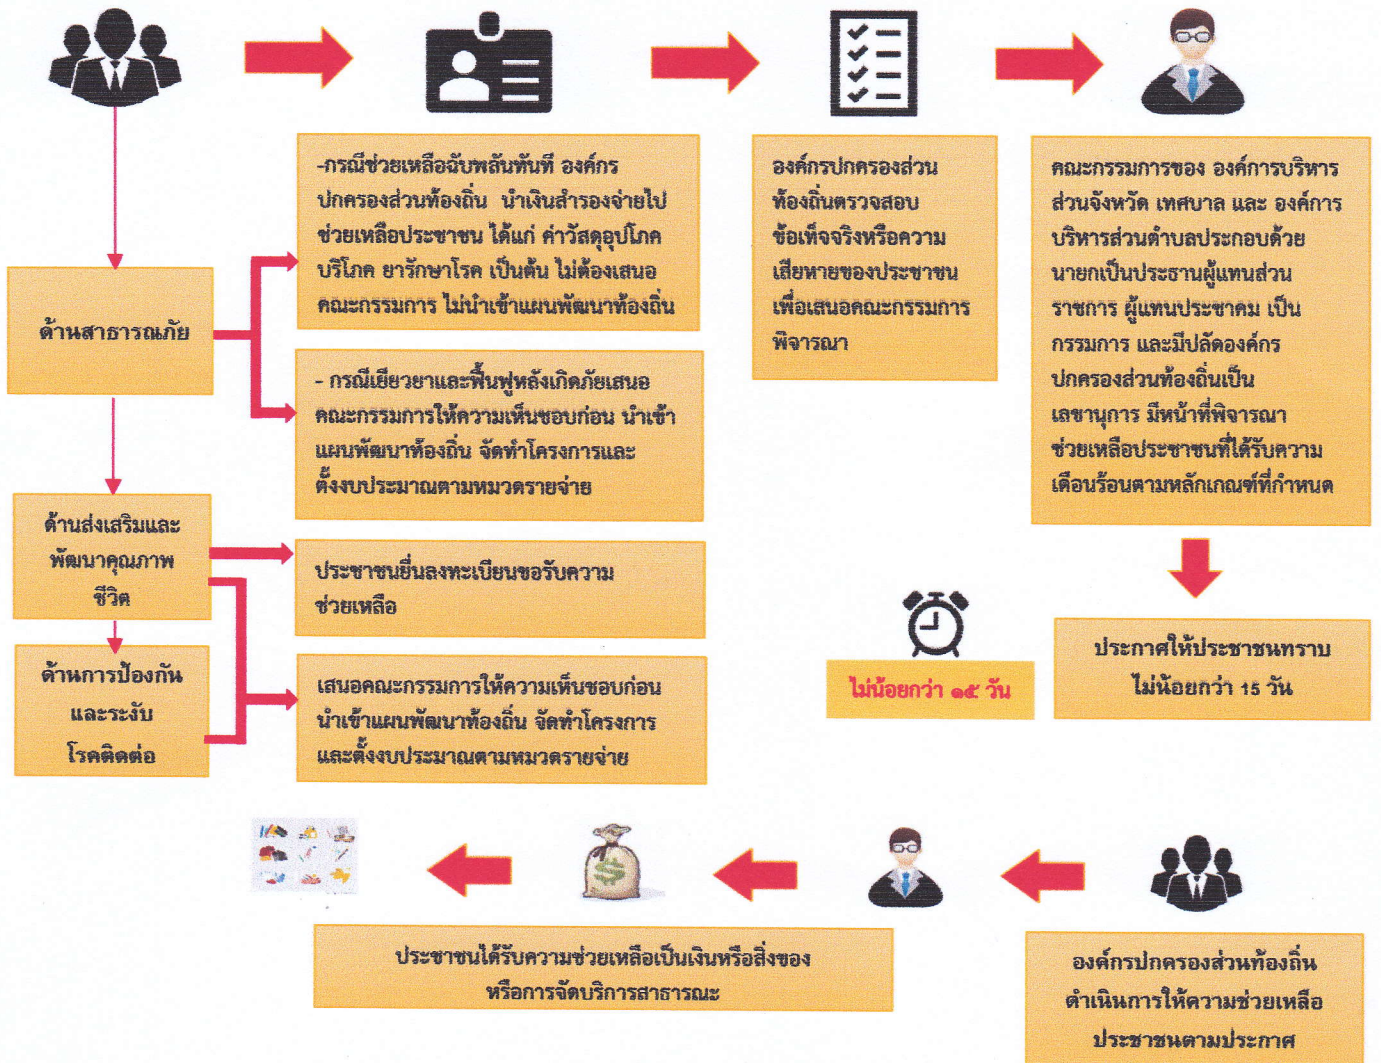 -กรณีช่วยเหลือฉับพลันทันที องค์กร
ปกครองส่วนท้องถิ่น นำเงินสำรองจ่ายไป
ช่วยเหลือประชาชน ได้แก่ ค่าวัสดุอุปโภค
บริโภค ยารักษาโรค เป็นต้น ไม่ต้องเสนอ
คณะกรรมการ ไม่นำเข้าแผนพัฒนาท้องถิ่น
องค์กรปกครองส่วน
ท้องถิ่นตรวจสอบ
ข้อเท็จจริงหรือความ
เสียหายของประชาชน
เพื่อเสนอคณะกรรมการ
พิจารณา
คณะกรรมการของ องค์การบริหาร
ส่วนจังหวัด เทศบาล และ องค์การ
บริหารส่วนตำบลประกอบด้วย
นายกเป็นประธานผู้แทนส่วน
ราชการ ผู้แทนประชาคม เป็น
กรรมการ และมีปลัดองค์กร
ปกครองส่วนท้องถิ่นเป็น
เลขานุการ มีหน้าที่พิจารณา
ช่วยเหลือประชาชนที่ได้รับความ
เดือนร้อนตามหลักเกณฑ์ที่กำหนด
ด้านสาธารณภัย
- กรณีเยียวยาและฟื้นฟูหลังเกิดภัยเสนอ
คณะกรรมการให้ความเห็นชอบก่อน นำเข้า
แผนพัฒนาท้องถิ่น จัดทำโครงการและ
ตั้งงบประมาณตามหมวดรายจ่าย
ด้านส่งเสริมและ
พัฒนาคุณภาพ
ชีวิต
ประชาชนยื่นลงทะเบียนขอรับความ
ช่วยเหลือ
ด้านการป้องกัน
และระงับ
โรคติดต่อ
เสนอคณะกรรมการให้ความเห็นชอบก่อน
นำเข้าแผนพัฒนาท้องถิ่น จัดทำโครงการ
และตั้งงบประมาณตามหมวดรายจ่าย
ไม่น้อยกว่า ๑๕ วัน
ประกาศให้ประชาชนทราบ
ไม่น้อยกว่า 15 วัน
ประชาชนได้รับความช่วยเหลือเป็นเงินหรือสิ่งของ
หรือการจัดบริการสาธารณะ
องค์กรปกครองส่วนท้องถิ่น
ดำเนินการให้ความช่วยเหลือ
ประชาชนตามประกาศ